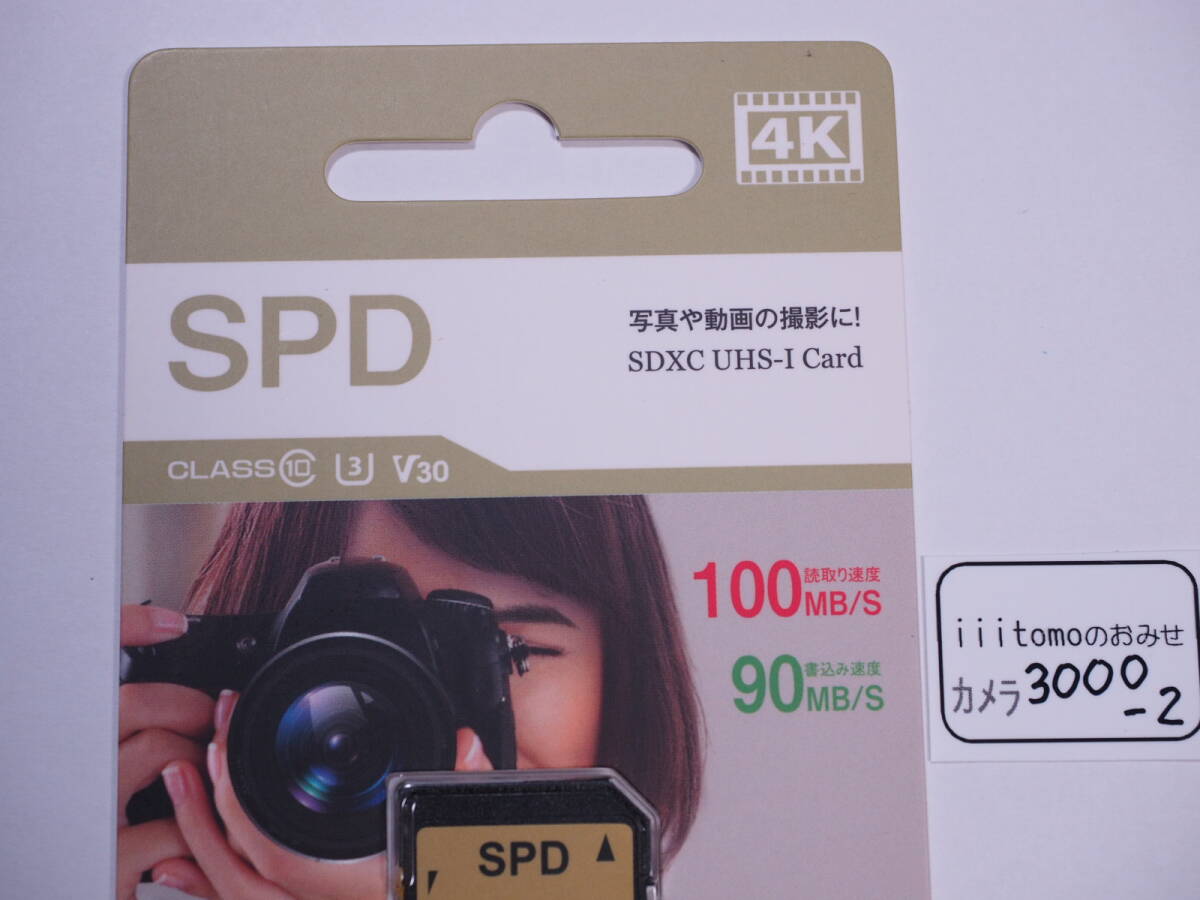 4K
SPD
写真や動画の撮影に!
SDXC UHS-I Card
CLASS 10 U3 V30
100 読取り速度 MB/S
90 書込み速度 MB/S
iiitomoのおみせ
カメラ 3000
-2
SPD